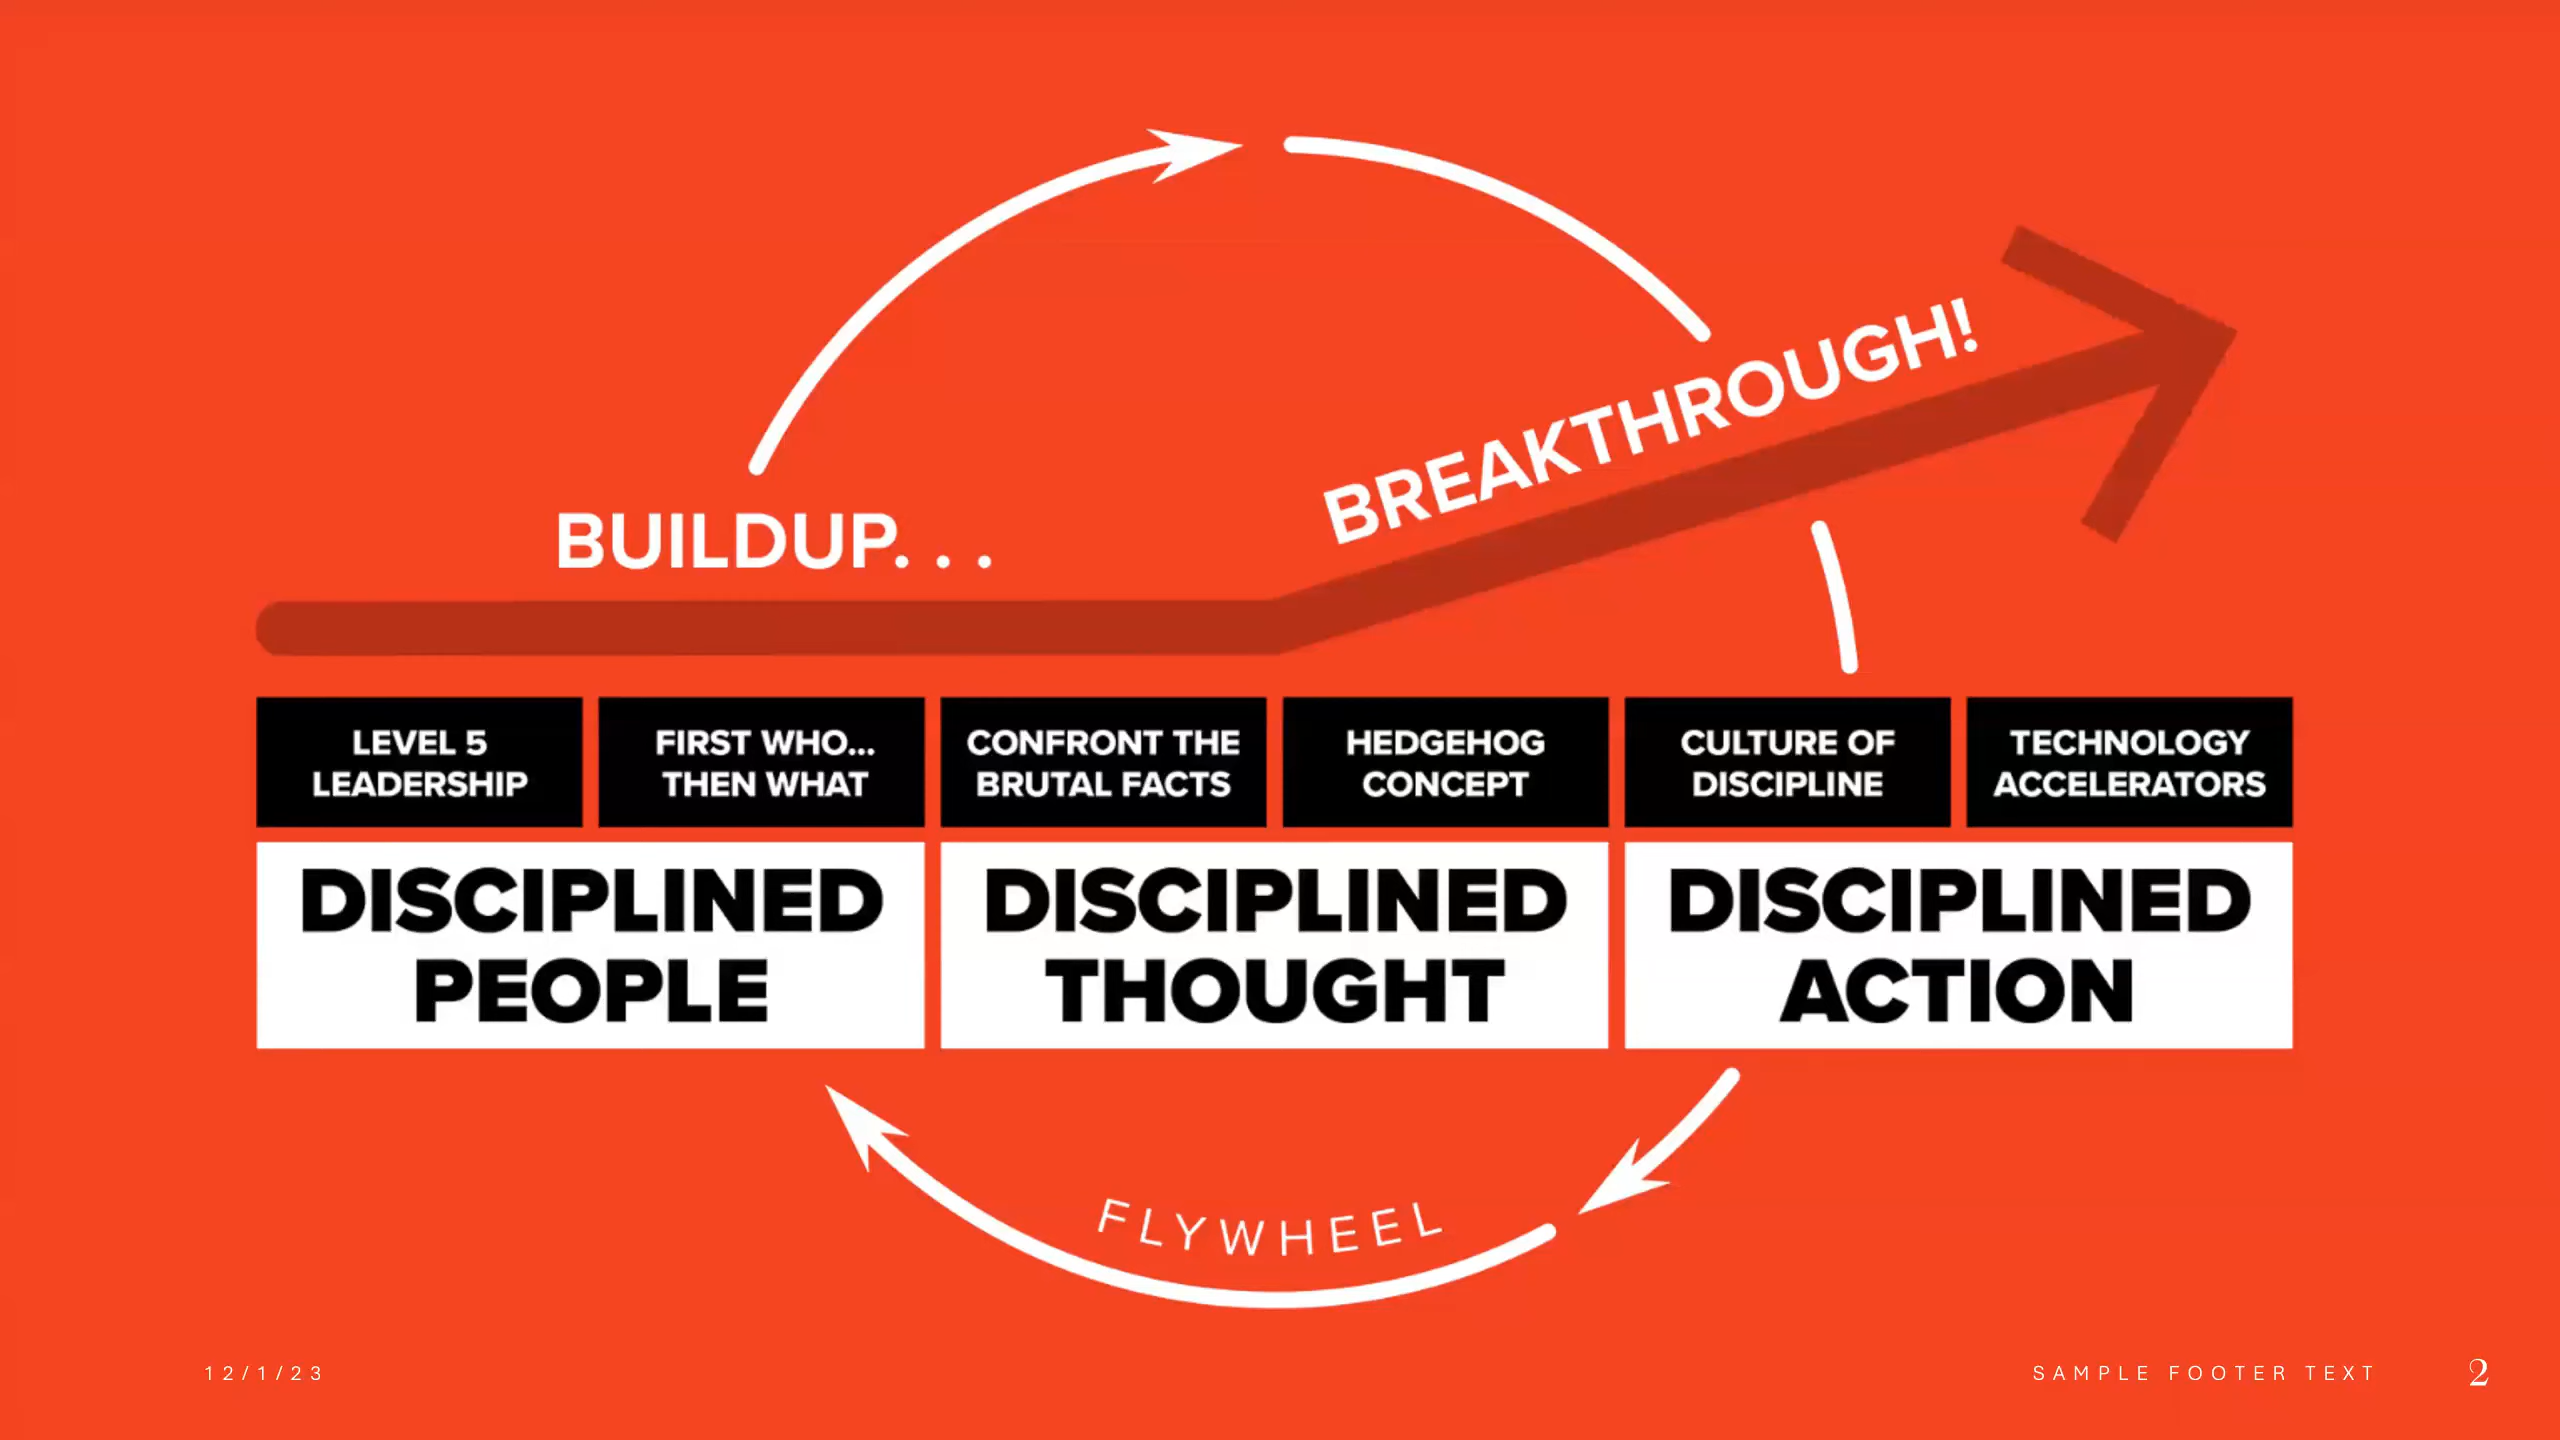 BREAKTHROUGH!
BUILDUP. . .
LEVEL 5
LEADERSHIP
FIRST WHO...
THEN WHAT
CONFRONT THE
BRUTAL FACTS
HEDGEHOG
CONCEPT
CULTURE OF
DISCIPLINE
TECHNOLOGY
ACCELERATORS
DISCIPLINED
PEOPLE
DISCIPLINED
THOUGHT
DISCIPLINED
ACTION
FLYWHEEL
12/1/23
SAMPLE FOOTER TEXT
2